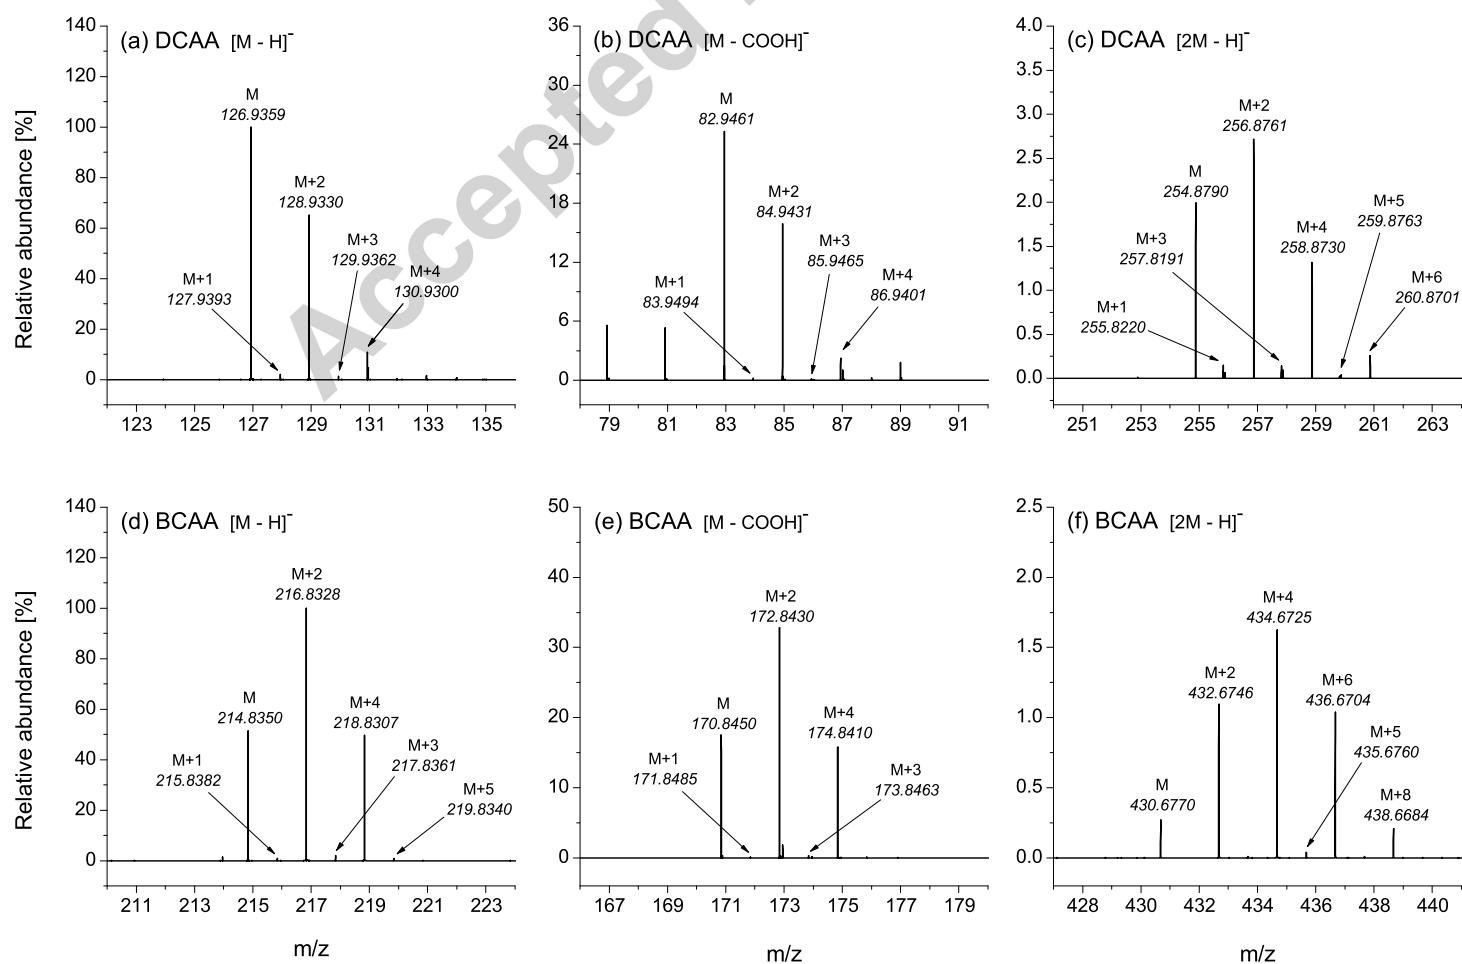 Accepted
(a) DCAA [M - H]⁻
140
120
100
80
60
40
20
0
Relative abundance [%]
M
126.9359
M+2
128.9330
M+3
129.9362
M+1
127.9393
M+4
130.9300
123 125 127 129 131 133 135
(b) DCAA [M - COOH]⁻
36
30
24
18
12
6
0
M
82.9461
M+2
84.9431
M+3
85.9465
M+1
83.9494
M+4
86.9401
79 81 83 85 87 89 91
(c) DCAA [2M - H]⁻
4.0
3.5
3.0
2.5
2.0
1.5
1.0
0.5
0.0
M+2
256.8761
M
254.8790
M+5
259.8763
M+3
257.8191
M+4
258.8730
M+6
260.8701
M+1
255.8220
251 253 255 257 259 261 263
(d) BCAA [M - H]⁻
140
120
100
80
60
40
20
0
Relative abundance [%]
M+2
216.8328
M
214.8350
M+4
218.8307
M+3
217.8361
M+1
215.8382
M+5
219.8340
211 213 215 217 219 221 223
m/z
(e) BCAA [M - COOH]⁻
50
40
30
20
10
0
M+2
172.8430
M
170.8450
M+4
174.8410
M+1
171.8485
M+3
173.8463
167 169 171 173 175 177 179
m/z
(f) BCAA [2M - H]⁻
2.5
2.0
1.5
1.0
0.5
0.0
M+4
434.6725
M+2
432.6746
M+6
436.6704
M+5
435.6760
M
430.6770
M+8
438.6684
428 430 432 434 436 438 440
m/z